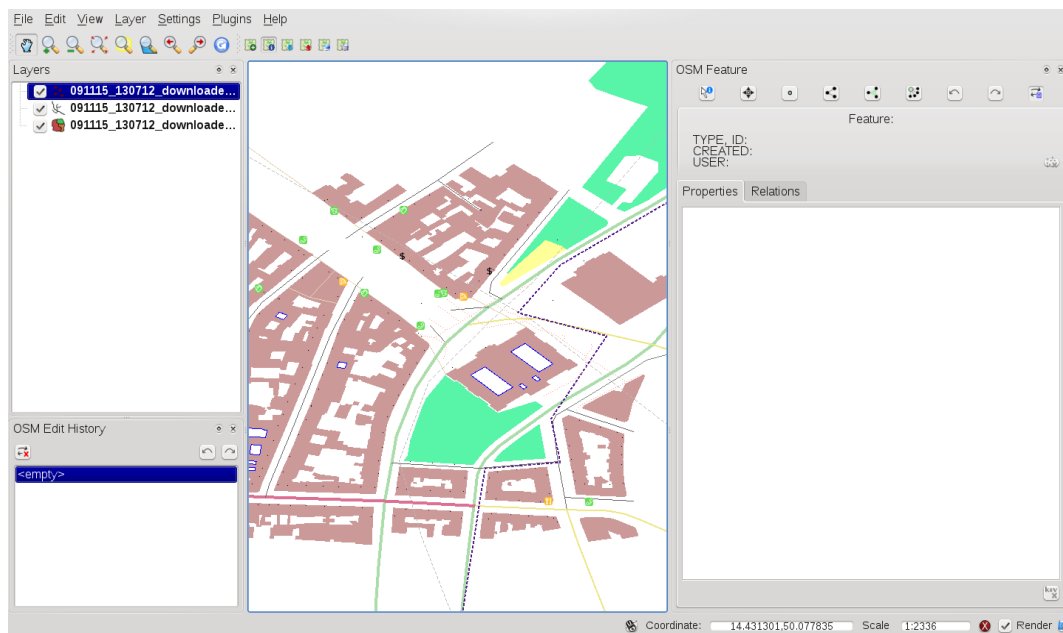 File Edit View Layer Settings Plugins Help
Layers
091115_130712_downloade...
091115_130712_downloade...
091115_130712_downloade...
OSM Edit History
<empty>
OSM Feature
Feature:
TYPE, ID:
CREATED:
USER:
Properties Relations
key
Coordinate: 14.431301,50.077835 Scale 1:2336 Render